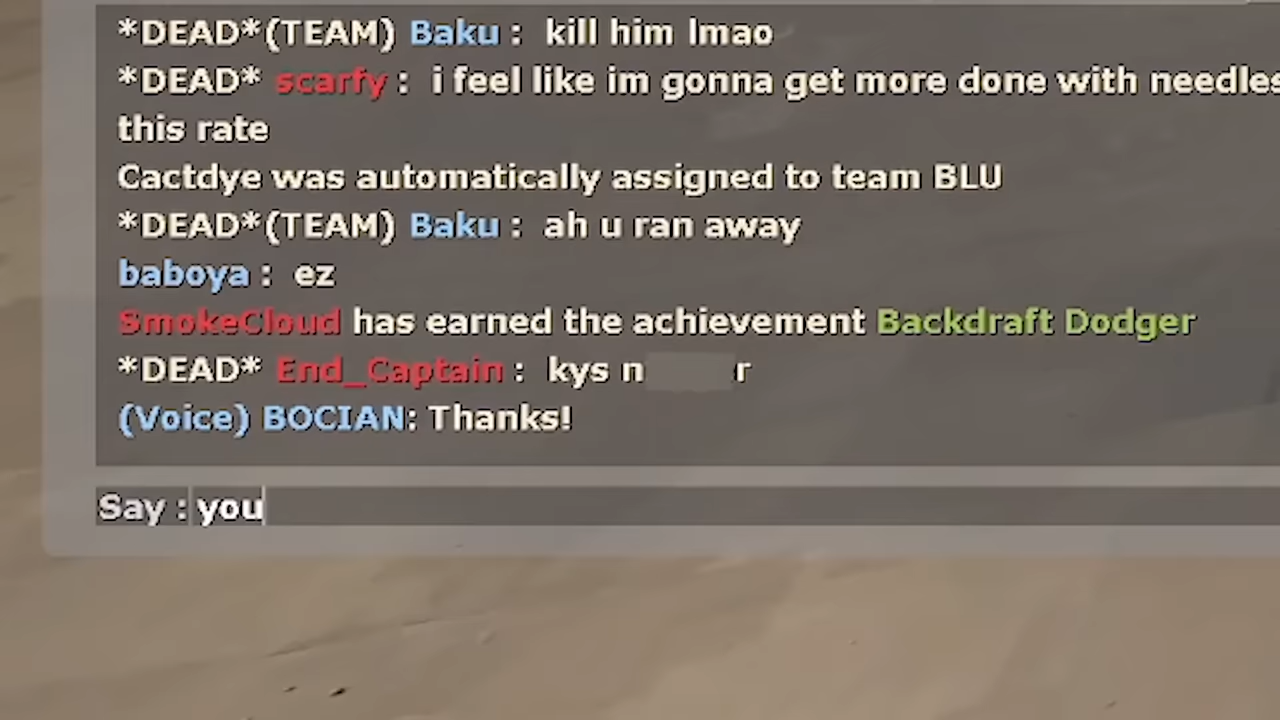 *DEAD*(TEAM) Baku :  kill him lmao
*DEAD* scarfy :  i feel like im gonna get more done with needles
this rate
Cactdye was automatically assigned to team BLU
*DEAD*(TEAM) Baku :  ah u ran away
baboya :  ez
SmokeCloud has earned the achievement Backdraft Dodger
*DEAD* End_Captain :  kys n r
(Voice) BOCIAN: Thanks!
Say : you